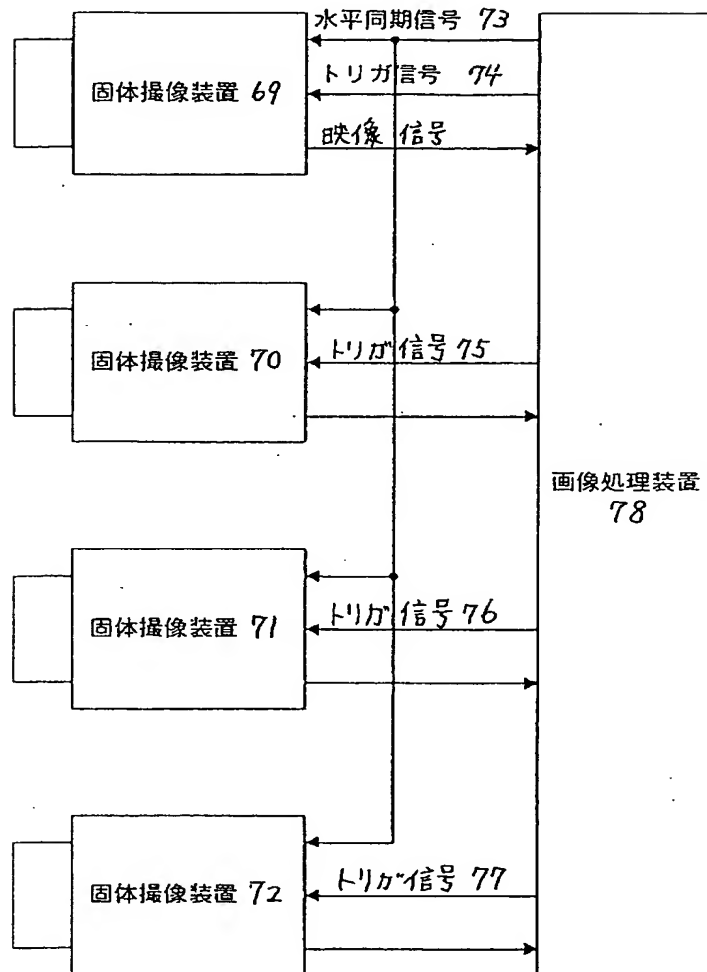 水平同期信号 73
固体撮像装置 69
トリガ信号 74
映像信号
固体撮像装置 70
トリガ信号 75
画像処理装置
78
固体撮像装置 71
トリガ信号 76
固体撮像装置 72
トリガ信号 77